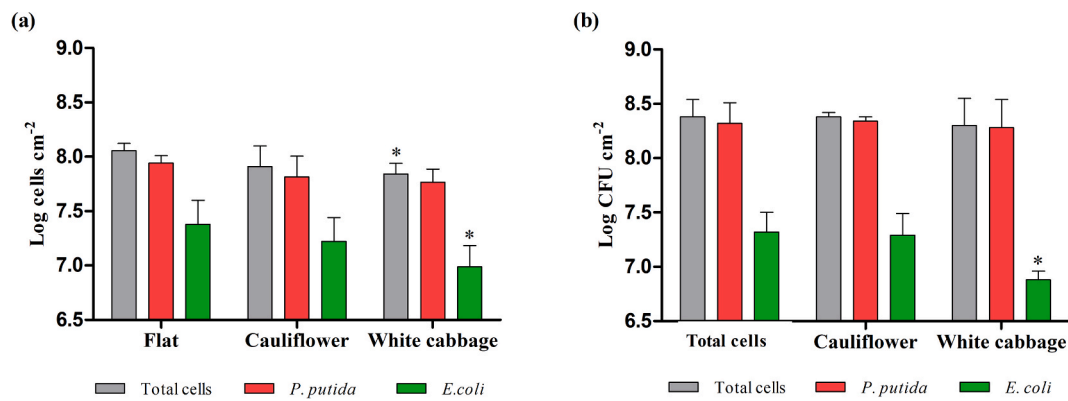 (a)
9.0
8.5
8.0
7.5
7.0
6.5
Log cells cm-2
*
*
Flat Cauliflower White cabbage
Total cells P. putida E.coli
(b)
9.0
8.5
8.0
7.5
7.0
6.5
Log CFU cm-2
*
Total cells Cauliflower White cabbage
Total cells P. putida E. coli